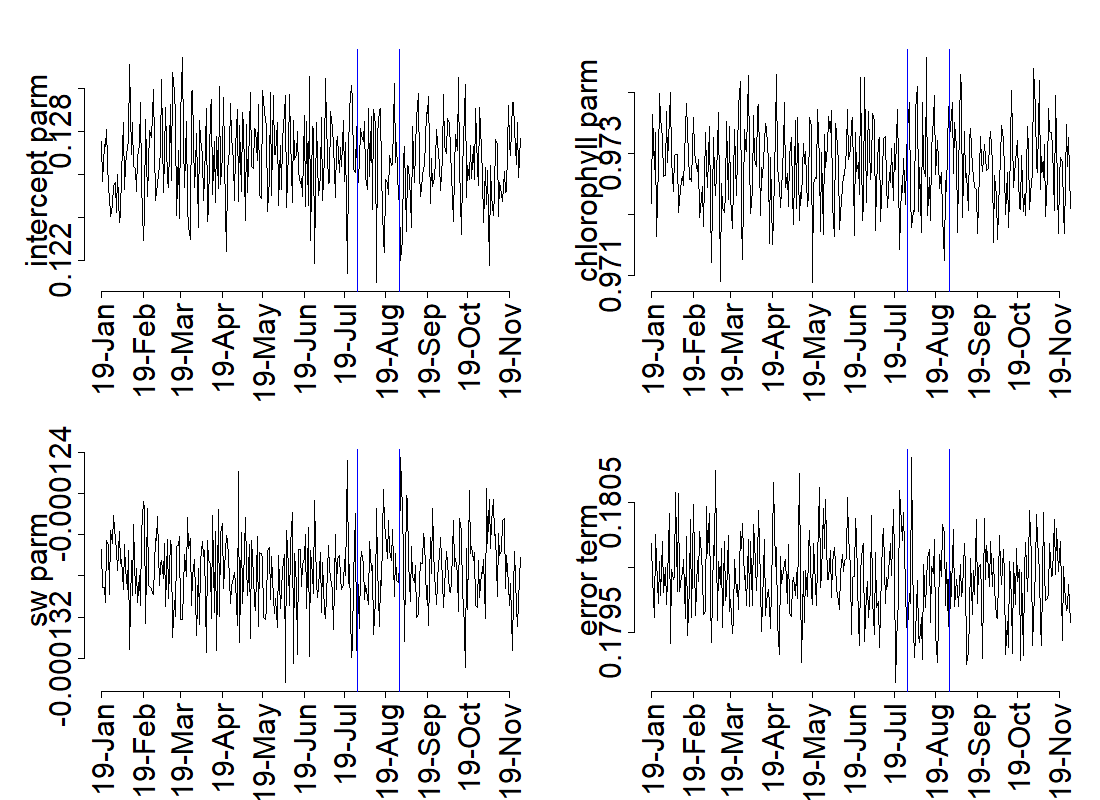 intercept parm
0.122
0.128
19-Jan
19-Feb
19-Mar
19-Apr
19-May
19-Jun
19-Jul
19-Aug
19-Sep
19-Oct
19-Nov
chlorophyll parm
0.971
0.973
19-Jan
19-Feb
19-Mar
19-Apr
19-May
19-Jun
19-Jul
19-Aug
19-Sep
19-Oct
19-Nov
sw parm
-0.000132
-0.000124
19-Jan
19-Feb
19-Mar
19-Apr
19-May
19-Jun
19-Jul
19-Aug
19-Sep
19-Oct
19-Nov
error term
0.1795
0.1805
19-Jan
19-Feb
19-Mar
19-Apr
19-May
19-Jun
19-Jul
19-Aug
19-Sep
19-Oct
19-Nov